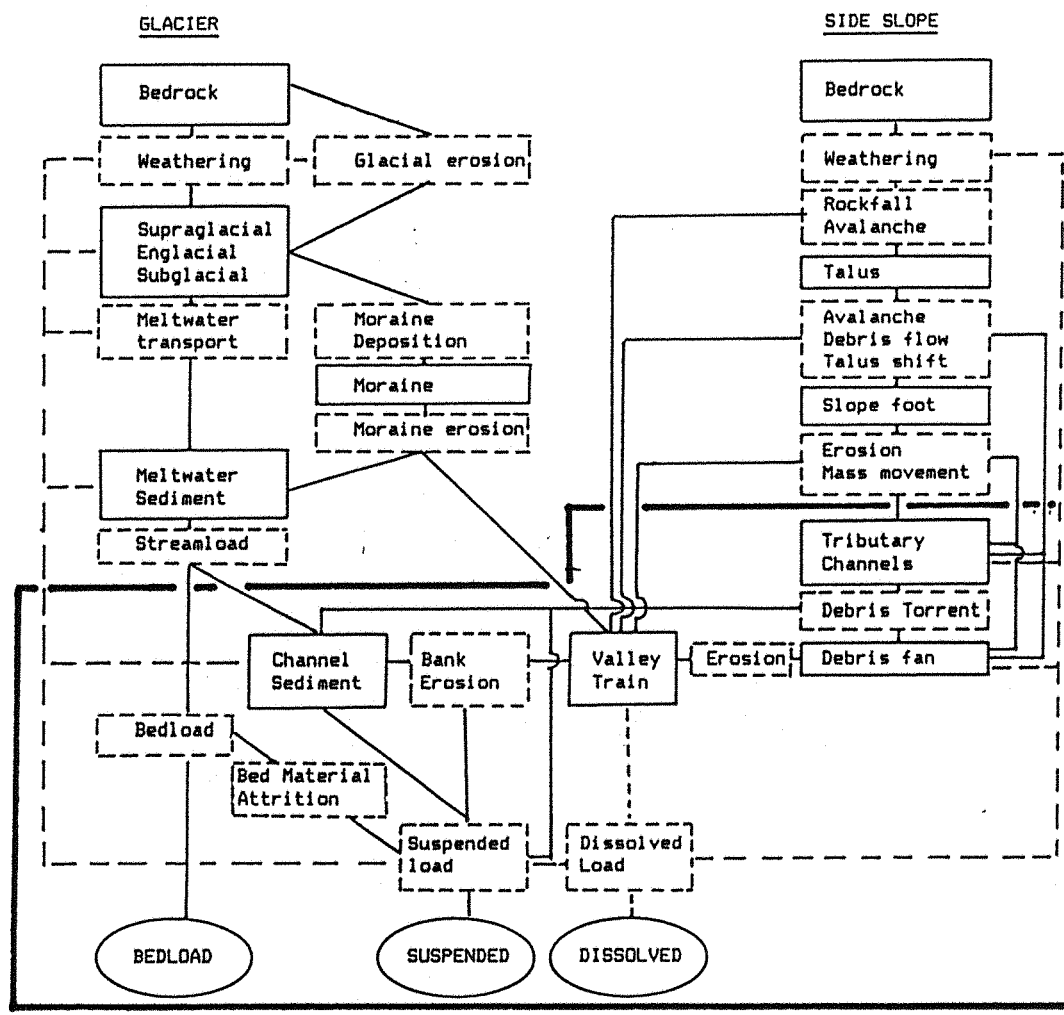 GLACIER
SIDE SLOPE
Bedrock
Bedrock
Weathering
Glacial erosion
Weathering
Supraglacial
Englacial
Subglacial
Rockfall
Avalanche
Talus
Meltwater
transport
Moraine
Deposition
Avalanche
Debris flow
Talus shift
Moraine
Slope foot
Moraine erosion
Erosion
Mass movement
Meltwater
Sediment
Streamload
Tributary
Channels
Debris Torrent
Channel
Sediment
Bank
Erosion
Valley
Train
Erosion
Debris fan
Bedload
Bed Material
Attrition
Suspended
load
Dissolved
Load
BEDLOAD
SUSPENDED
DISSOLVED